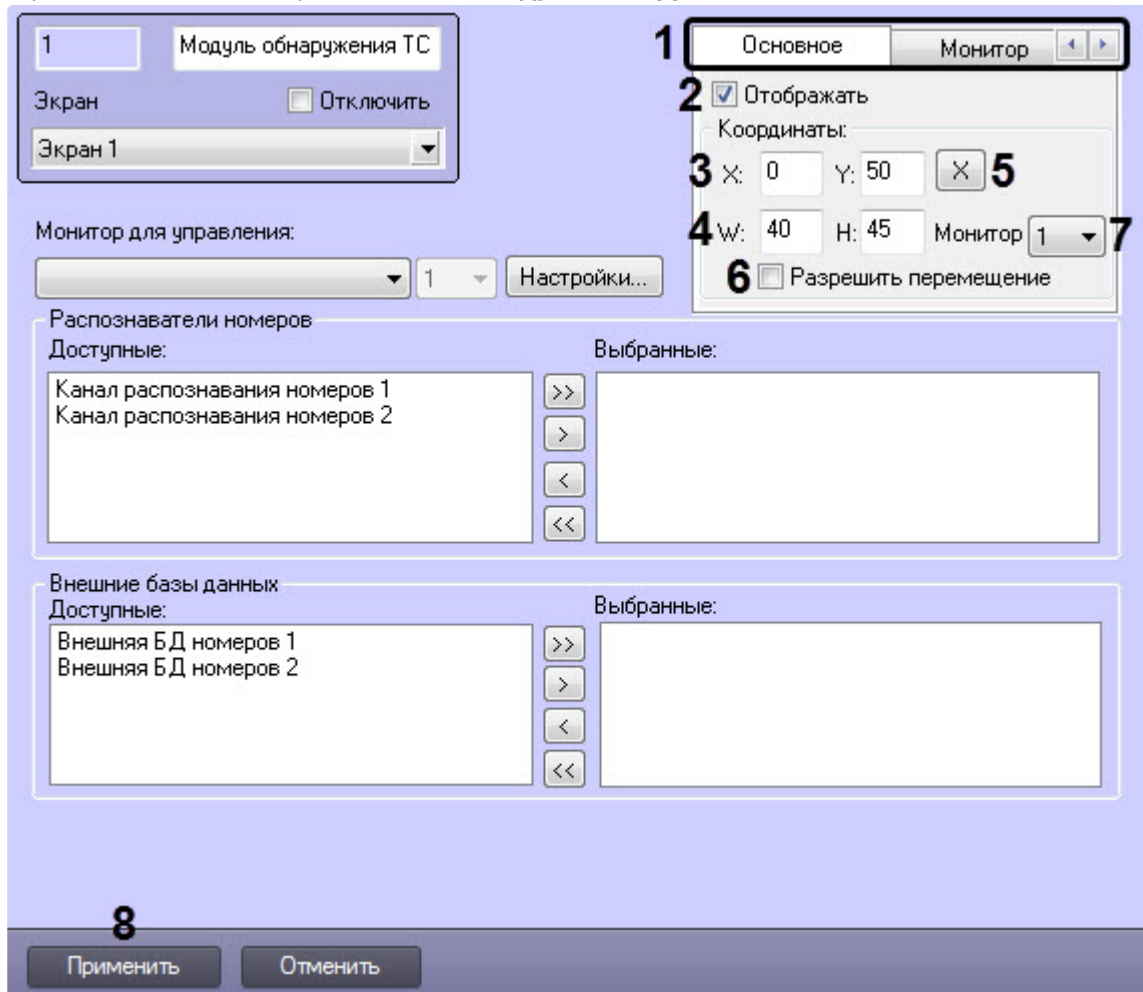 1 Модуль обнаружения ТС
Экран Отключить
Экран 1
1 Основное Монитор
2 Отображать
Координаты:
3 X: 0 Y: 50 X 5
4 W: 40 H: 45 Монитор 1 7
6 Разрешить перемещение
Монитор для управления:
1 Настройки...
Распознаватели номеров
Доступные: Выбранные:
Канал распознавания номеров 1
Канал распознавания номеров 2
>>
>
<
<<
Внешние базы данных
Доступные: Выбранные:
Внешняя БД номеров 1
Внешняя БД номеров 2
>>
>
<
<<
8
Применить Отменить